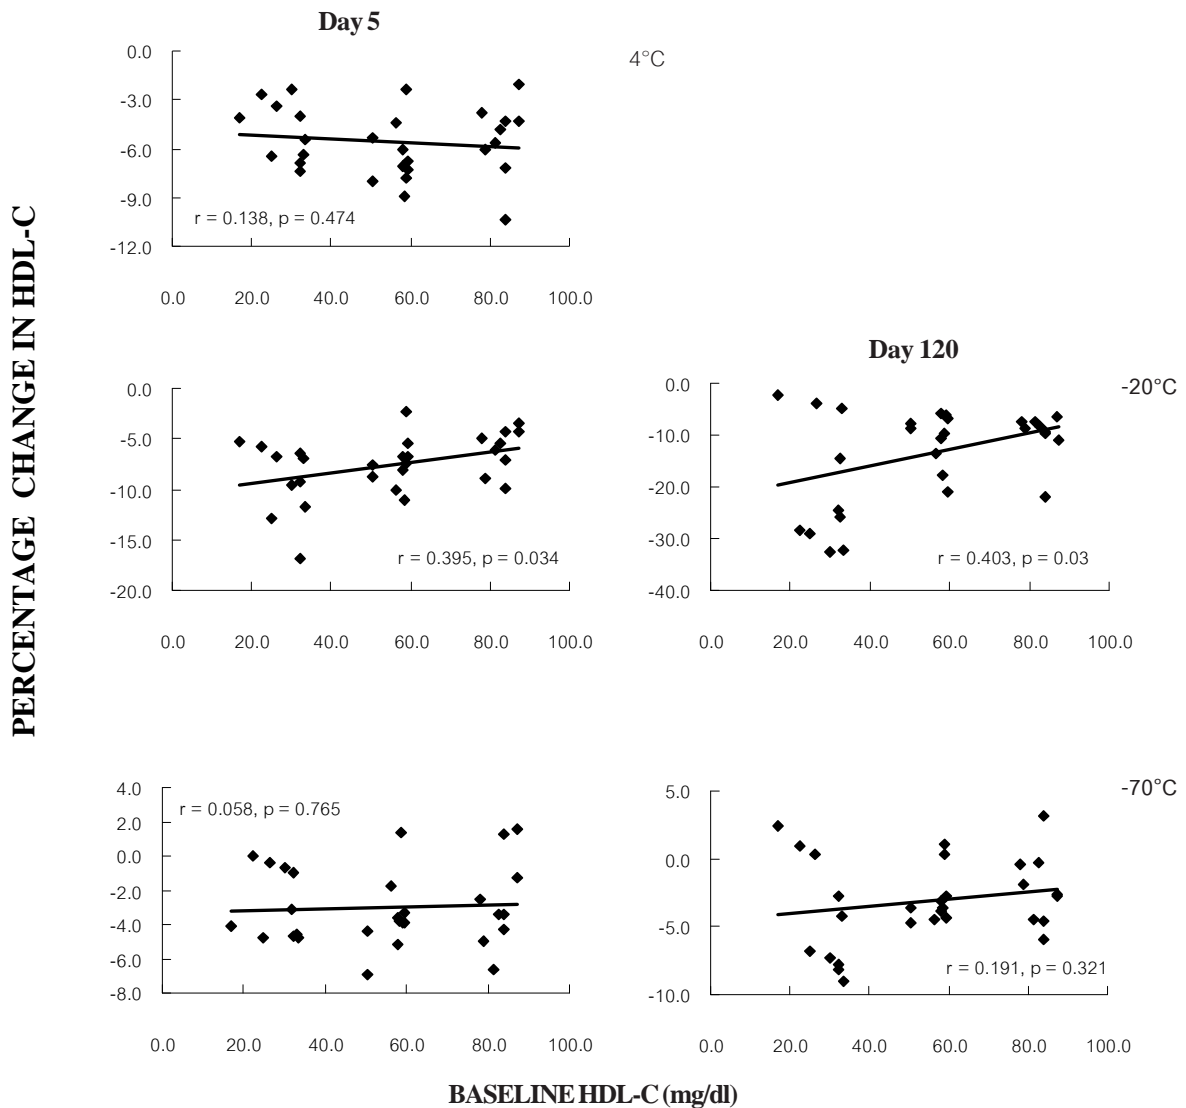 Day 5
4°C
0.0
-3.0
-6.0
-9.0
-12.0
r = 0.138, p = 0.474
0.0 20.0 40.0 60.0 80.0 100.0
PERCENTAGE CHANGE IN HDL-C
0.0
-5.0
-10.0
-15.0
-20.0
r = 0.395, p = 0.034
0.0 20.0 40.0 60.0 80.0 100.0
Day 120
-20°C
0.0
-10.0
-20.0
-30.0
-40.0
r = 0.403, p = 0.03
0.0 20.0 40.0 60.0 80.0 100.0
4.0
2.0
0.0
-2.0
-4.0
-6.0
-8.0
r = 0.058, p = 0.765
0.0 20.0 40.0 60.0 80.0 100.0
-70°C
5.0
0.0
-5.0
-10.0
r = 0.191, p = 0.321
0.0 20.0 40.0 60.0 80.0 100.0
BASELINE HDL-C (mg/dl)